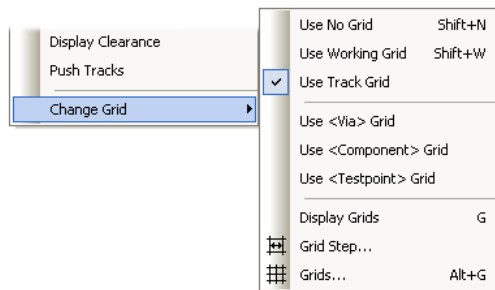 Display Clearance
Push Tracks
Change Grid
Use No Grid Shift+N
Use Working Grid Shift+W
Use Track Grid
Use <Via> Grid
Use <Component> Grid
Use <Testpoint> Grid
Display Grids G
Grid Step...
Grids... Alt+G